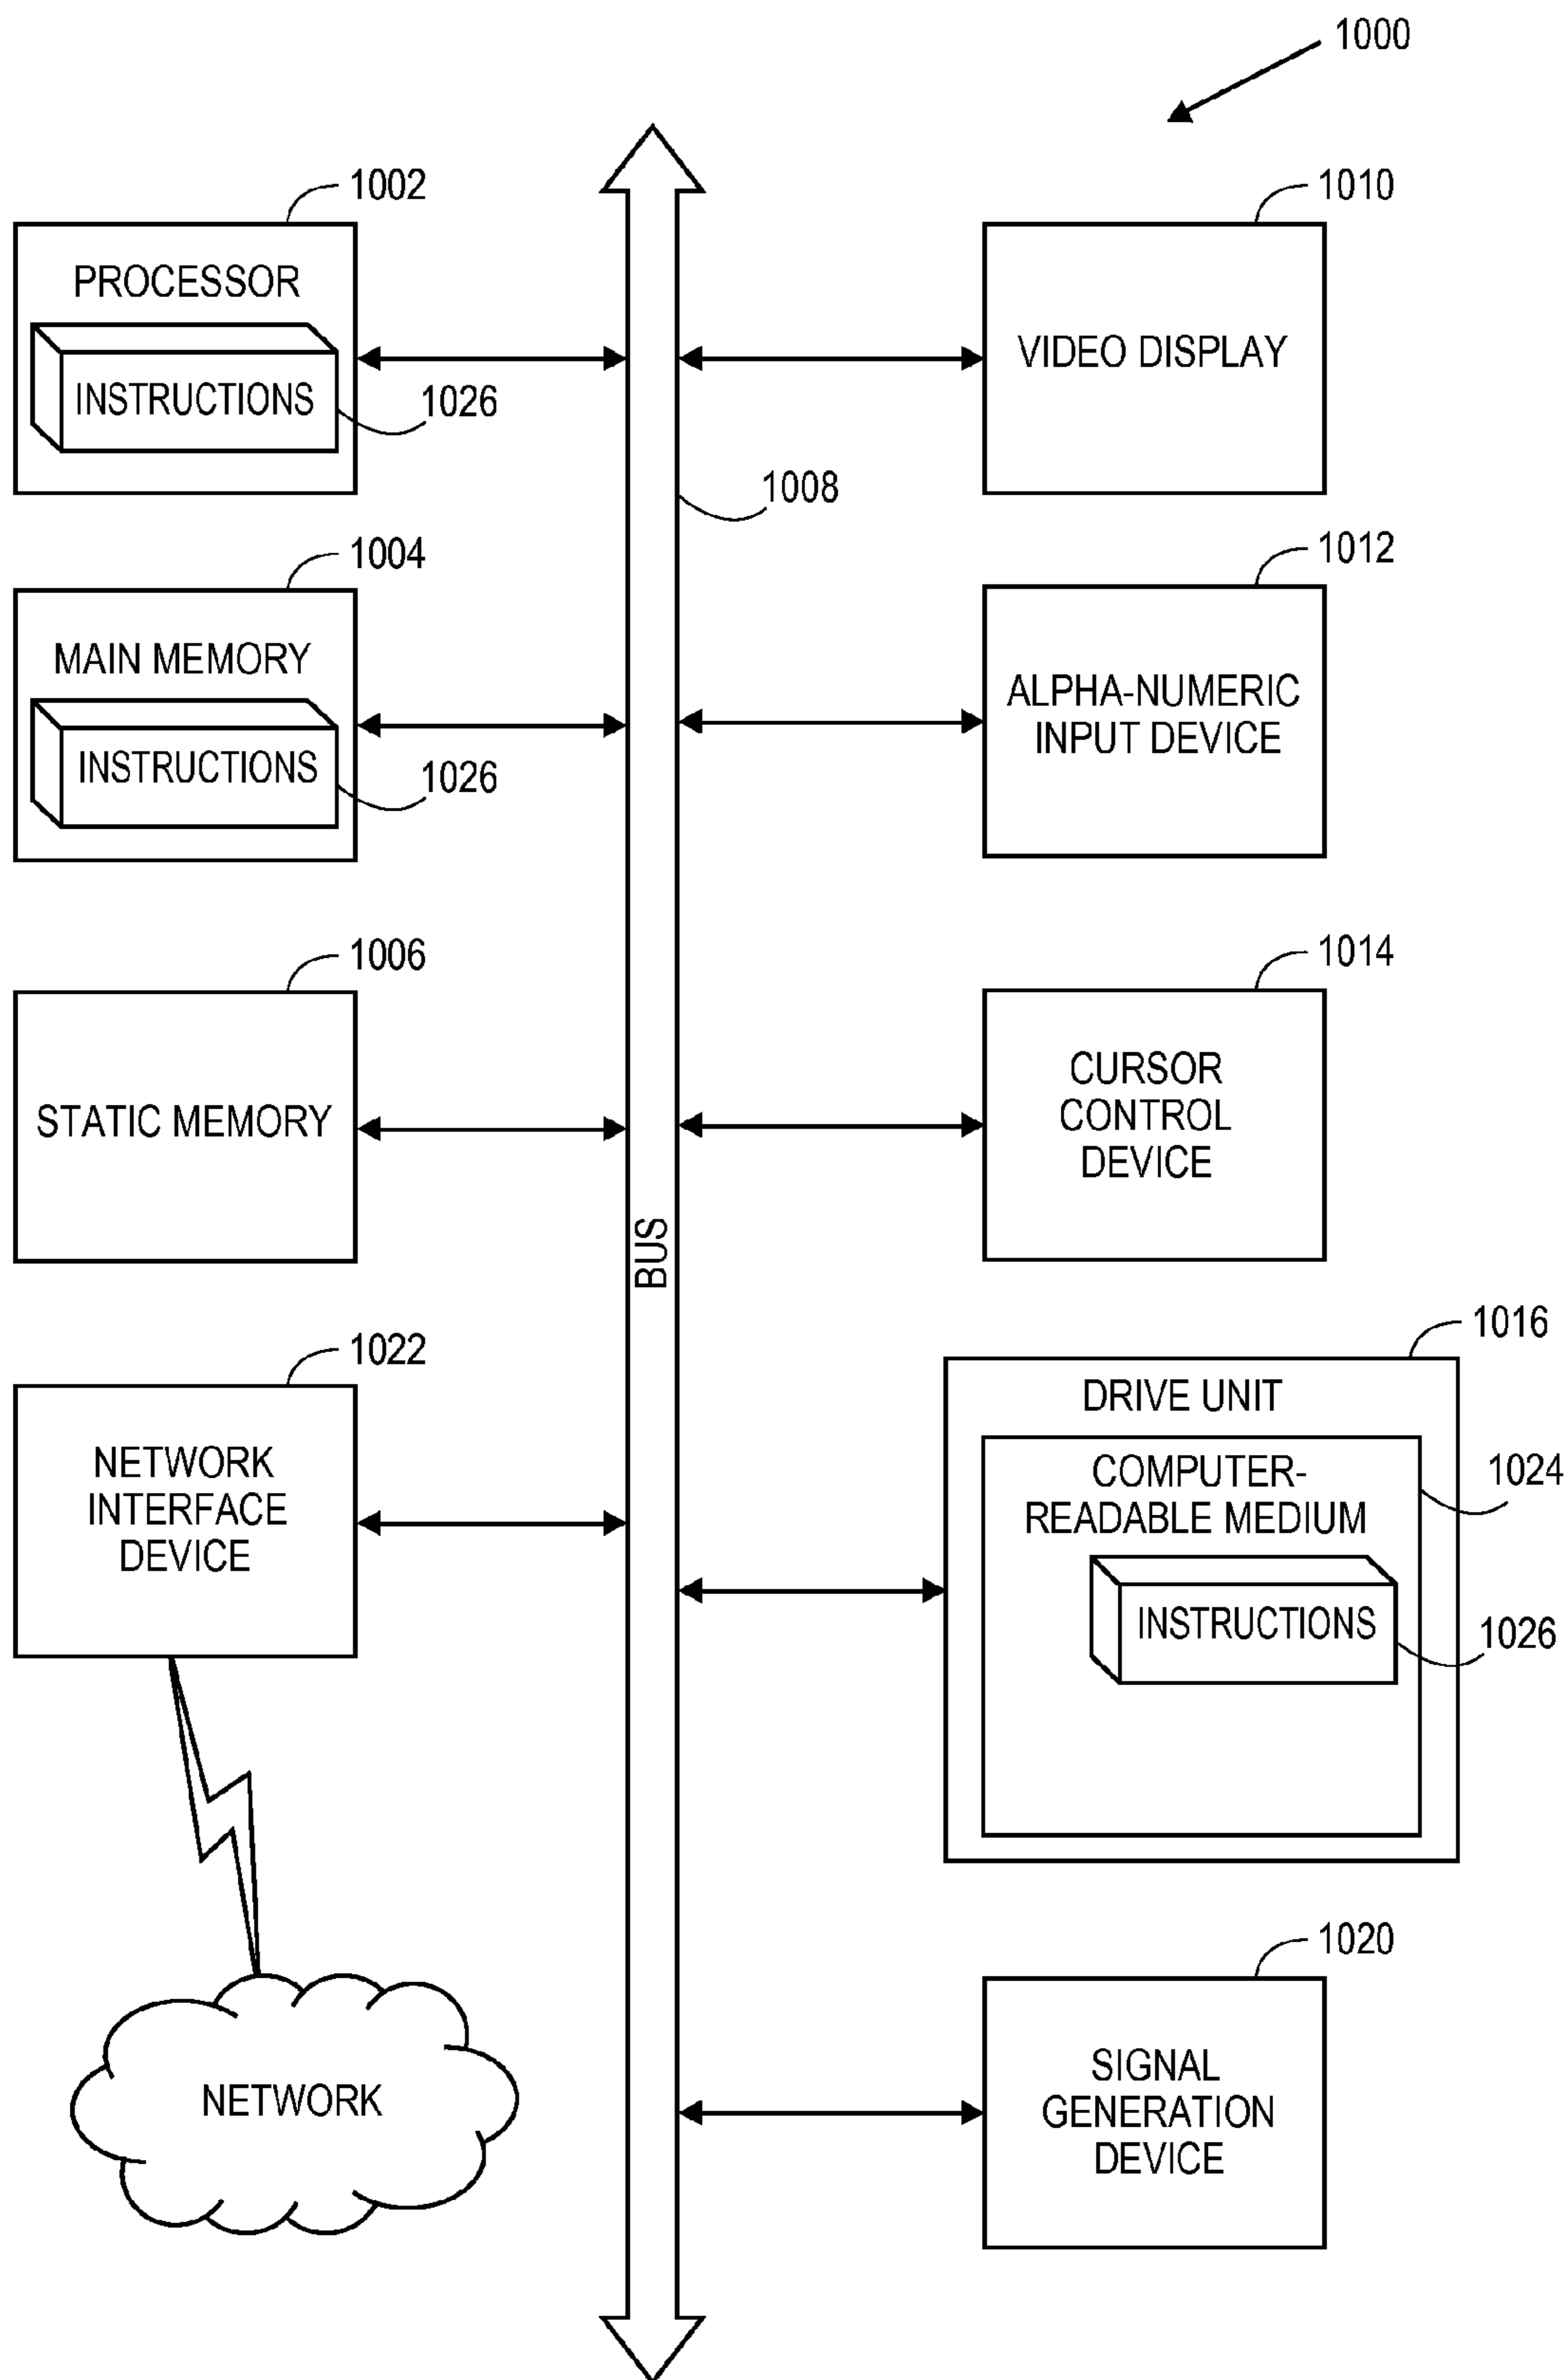 1000
1002
PROCESSOR
INSTRUCTIONS
1026
1004
MAIN MEMORY
INSTRUCTIONS
1026
1006
STATIC MEMORY
1022
NETWORK
INTERFACE
DEVICE
NETWORK
BUS
1008
1010
VIDEO DISPLAY
1012
ALPHA-NUMERIC
INPUT DEVICE
1014
CURSOR
CONTROL
DEVICE
1016
DRIVE UNIT
COMPUTER-
READABLE MEDIUM
1024
INSTRUCTIONS
1026
1020
SIGNAL
GENERATION
DEVICE